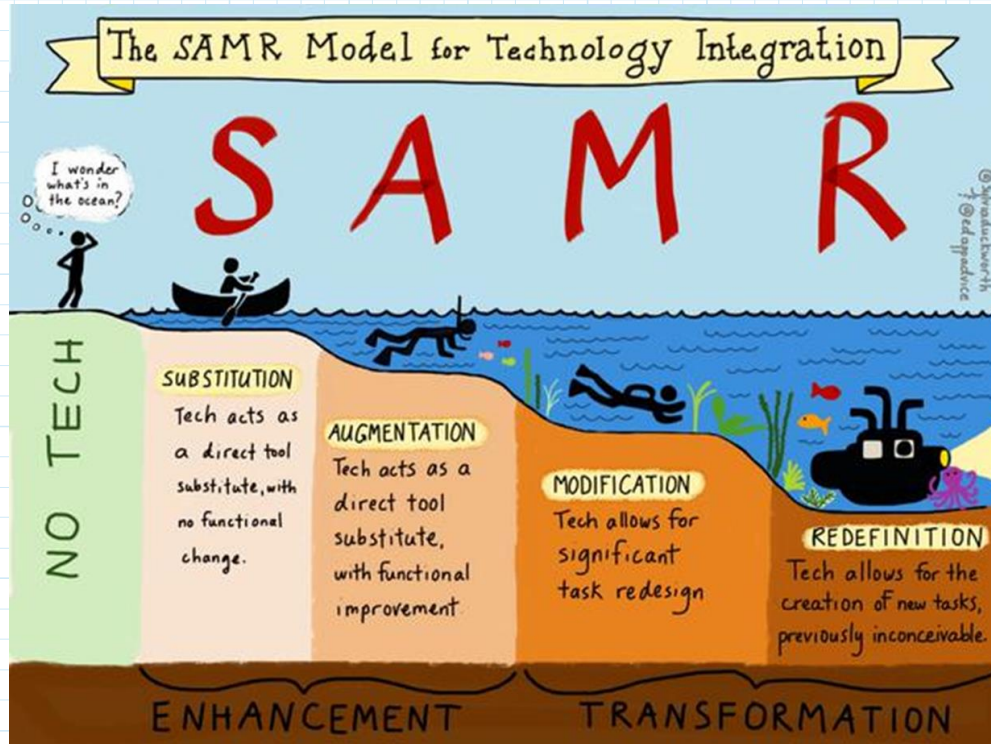 The SAMR Model for Technology Integration
S A M R
I wonder
what's in
the ocean?
@sylviaduckworth
& @edappadvice
NO TECH
SUBSTITUTION
Tech acts as
a direct tool
substitute, with
no functional
change.
AUGMENTATION
Tech acts as a
direct tool
substitute,
with functional
improvement
MODIFICATION
Tech allows for
significant
task redesign
REDEFINITION
Tech allows for the
creation of new tasks,
previously inconceivable.
ENHANCEMENT
TRANSFORMATION